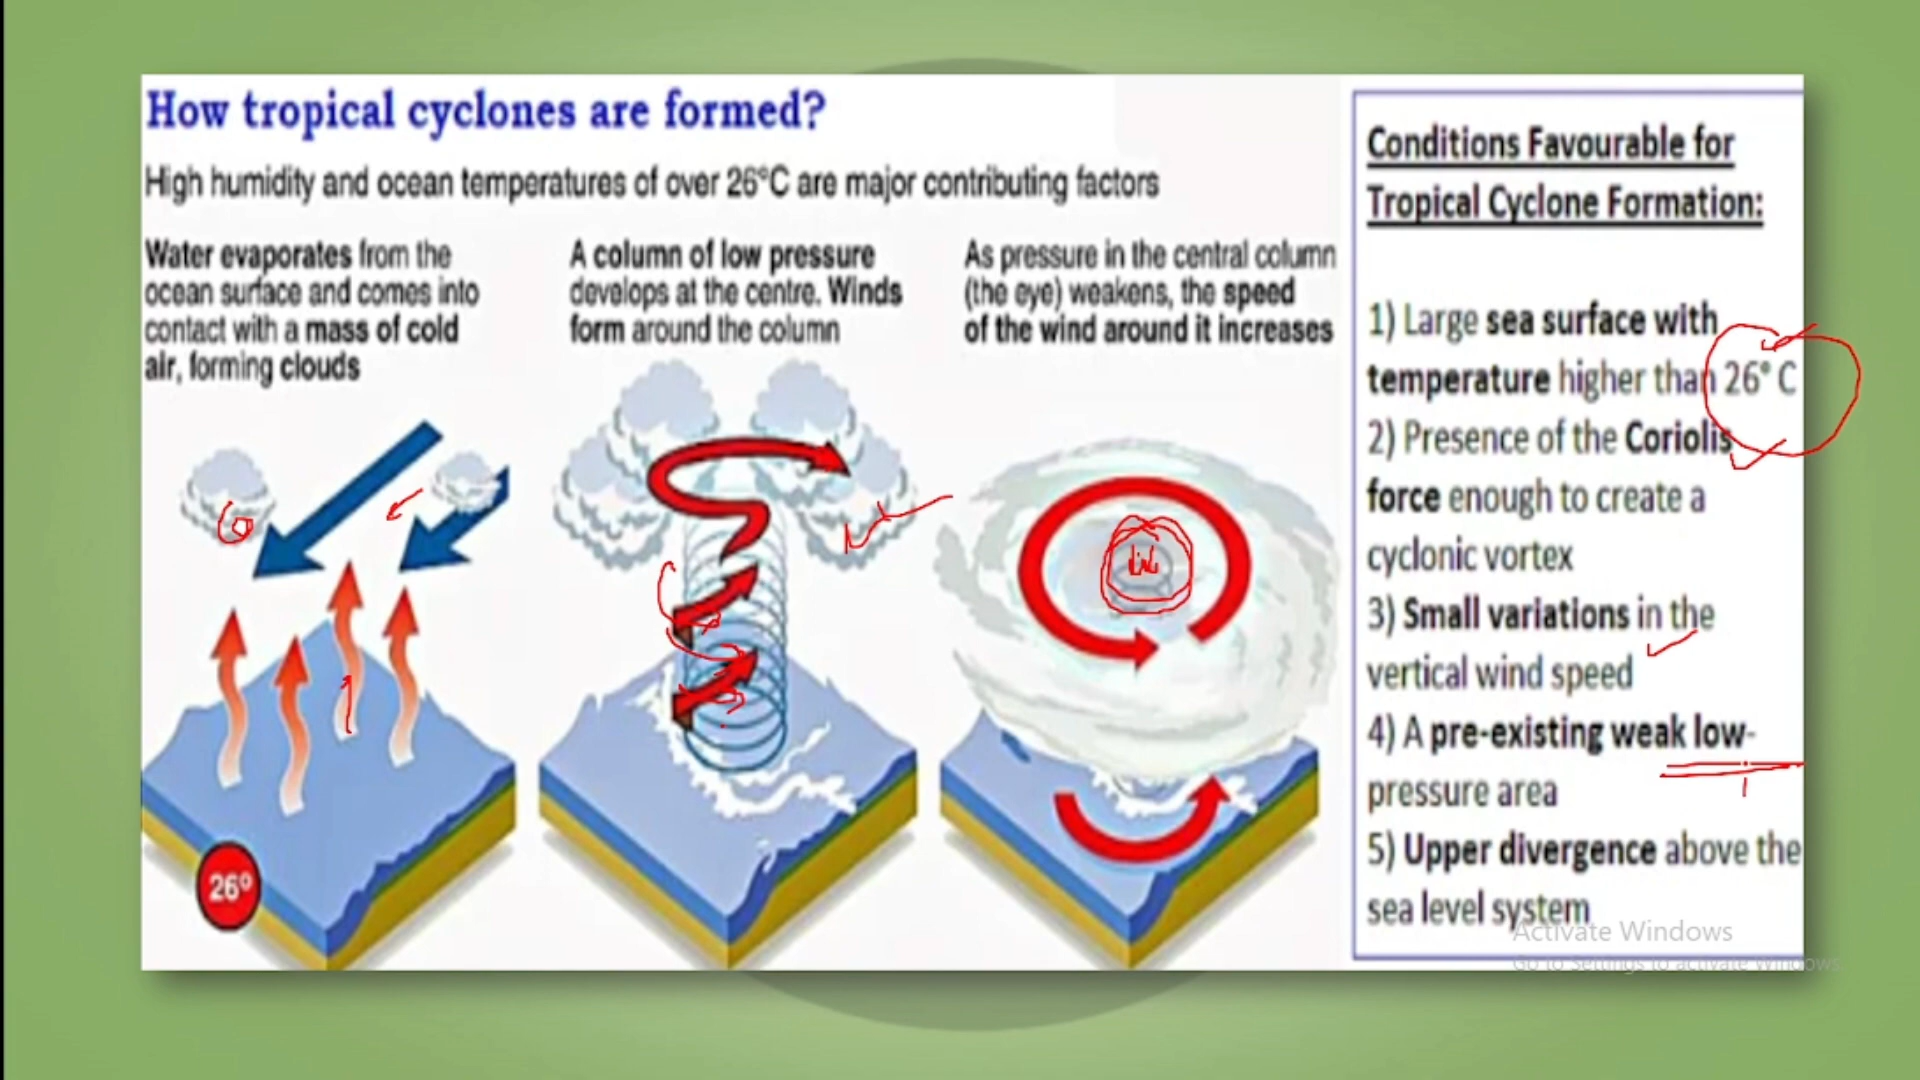 How tropical cyclones are formed?
High humidity and ocean temperatures of over 26°C are major contributing factors
Water evaporates from the
ocean surface and comes into
contact with a mass of cold
air, forming clouds
A column of low pressure
develops at the centre. Winds
form around the column
As pressure in the central column
(the eye) weakens, the speed
of the wind around it increases
26°
Conditions Favourable for
Tropical Cyclone Formation:
1) Large sea surface with
temperature higher than 26° C
2) Presence of the Coriolis
force enough to create a
cyclonic vortex
3) Small variations in the
vertical wind speed
4) A pre-existing weak low-
pressure area
5) Upper divergence above the
sea level system
Activate Windows
Go to Settings to activate Windows